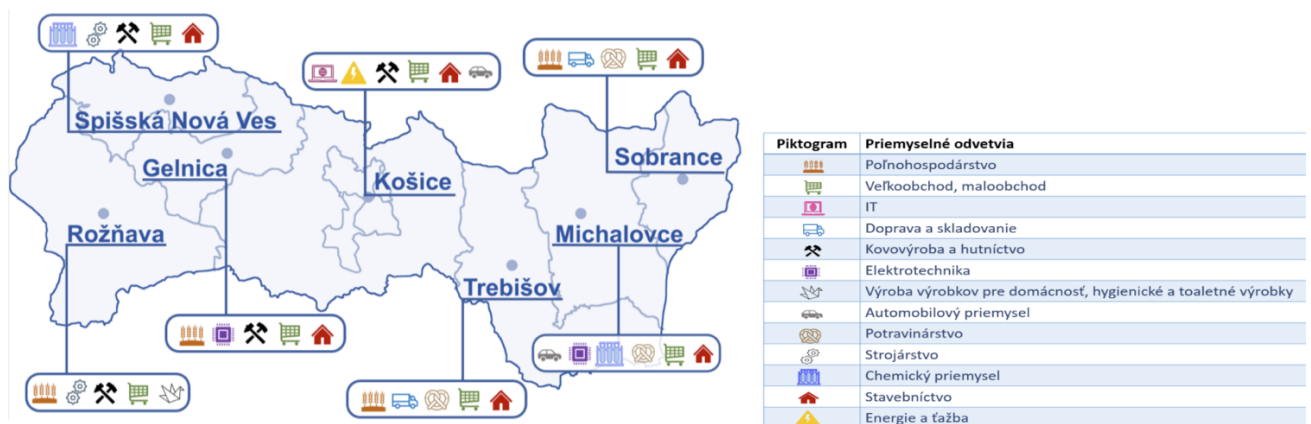 Spišská Nová Ves
Gelnica
Košice
Sobrance
Rožňava
Michalovce
Trebišov
Piktogram Priemyselné odvetvia
Poľnohospodárstvo
Veľkoobchod, maloobchod
IT
Doprava a skladovanie
Kovovýroba a hutníctvo
Elektrotechnika
Výroba výrobkov pre domácnosť, hygienické a toaletné výrobky
Automobilový priemysel
Potravinárstvo
Strojárstvo
Chemický priemysel
Stavebníctvo
Energie a ťažba